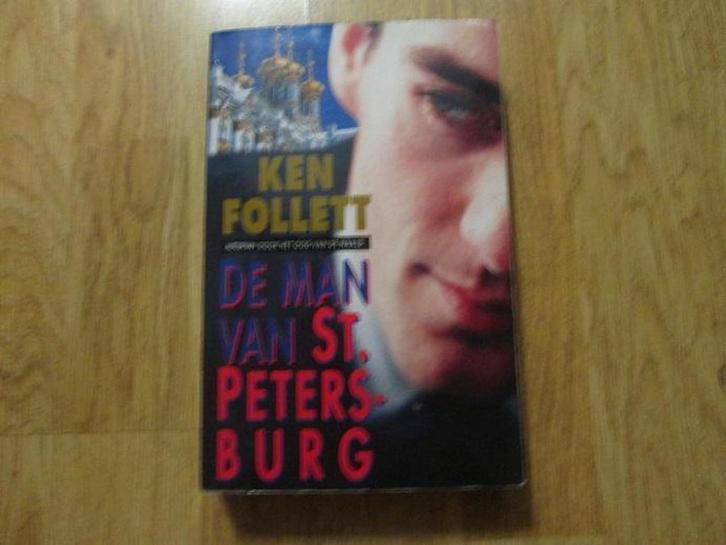 KEN
FOLLETT
DE MAN
VAN ST.
PETERS-
BURG